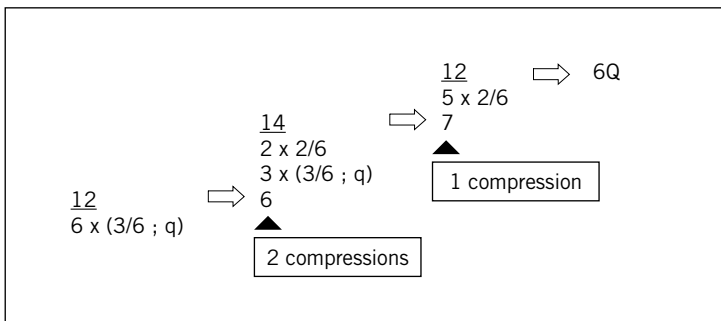 12
6 x (3/6 ; q)
14
2 x 2/6
3 x (3/6 ; q)
6
2 compressions
12
5 x 2/6
7
1 compression
6Q